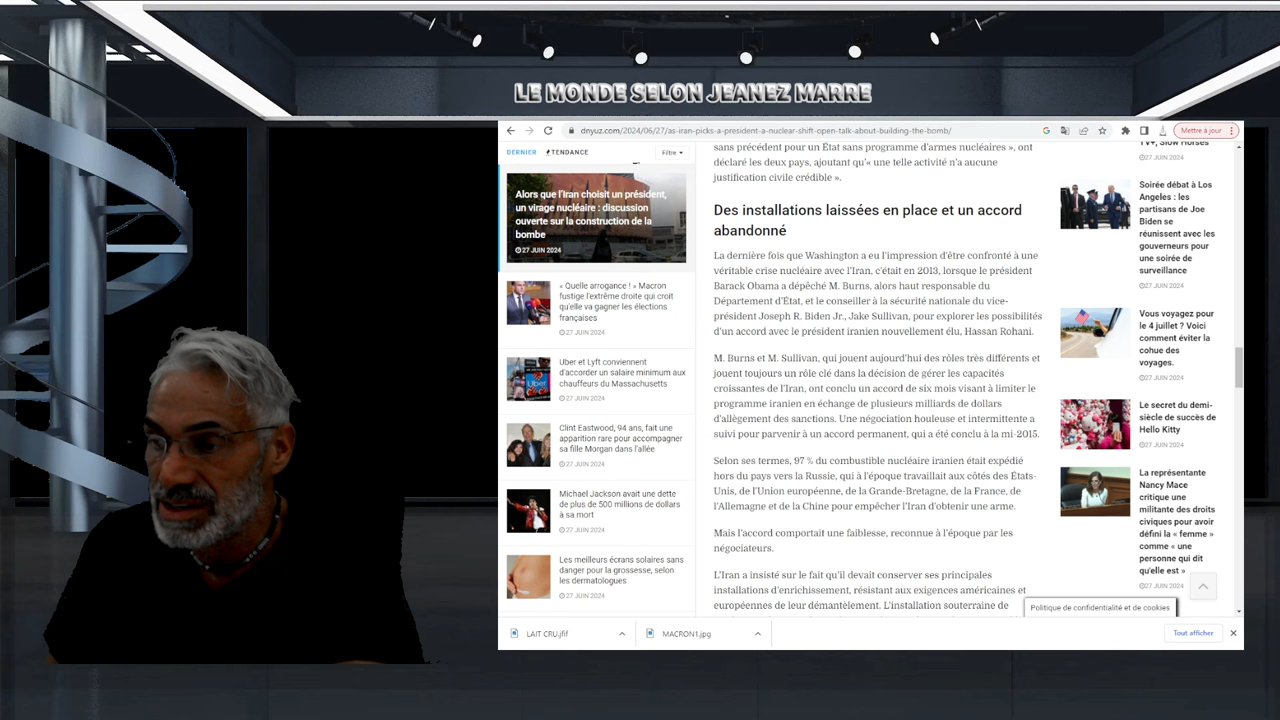 LE MONDE SELON JEANEZ MARRE
dnyuz.com/2024/06/27/as-iran-picks-a-president-a-nuclear-shift-open-talk-about-building-the-bomb/
Mettre à jour
DERNIER
TENDANCE
Filtre
Alors que l'Iran choisit un président,
un virage nucléaire : discussion
ouverte sur la construction de la
bombe
27 JUIN 2024
« Quelle arrogance ! » Macron
fustige l'extrême droite qui croit
qu'elle va gagner les élections
françaises
27 JUIN 2024
Uber et Lyft conviennent
d'accorder un salaire minimum aux
chauffeurs du Massachusetts
27 JUIN 2024
Clint Eastwood, 94 ans, fait une
apparition rare pour accompagner
sa fille Morgan dans l'allée
27 JUIN 2024
Michael Jackson avait une dette
de plus de 500 millions de dollars
à sa mort
27 JUIN 2024
Les meilleurs écrans solaires sans
danger pour la grossesse, selon
les dermatologues
27 JUIN 2024
sans précédent pour un État sans programme d'armes nucléaires », ont
déclaré les deux pays, ajoutant qu'« une telle activité n'a aucune
justification civile crédible ».
Des installations laissées en place et un accord
abandonné
La dernière fois que Washington a eu l'impression d'être confronté à une
véritable crise nucléaire avec l'Iran, c'était en 2013, lorsque le président
Barack Obama a dépêché M. Burns, alors haut responsable du
Département d'État, et le conseiller à la sécurité nationale du vice-
président Joseph R. Biden Jr., Jake Sullivan, pour explorer les possibilités
d'un accord avec le président iranien nouvellement élu, Hassan Rohani.
M. Burns et M. Sullivan, qui jouent aujourd'hui des rôles très différents et
jouent toujours un rôle clé dans la décision de gérer les capacités
croissantes de l'Iran, ont conclu un accord de six mois visant à limiter le
programme iranien en échange de plusieurs milliards de dollars
d'allègement des sanctions. Une négociation houleuse et intermittente a
suivi pour parvenir à un accord permanent, qui a été conclu à la mi-2015.
Selon ses termes, 97 % du combustible nucléaire iranien était expédié
hors du pays vers la Russie, qui à l'époque travaillait aux côtés des États-
Unis, de l'Union européenne, de la Grande-Bretagne, de la France, de
l'Allemagne et de la Chine pour empêcher l'Iran d'obtenir une arme.
Mais l'accord comportait une faiblesse, reconnue à l'époque par les
négociateurs.
L'Iran a insisté sur le fait qu'il devait conserver ses principales
installations d'enrichissement, résistant aux exigences américaines et
européennes de leur démantèlement. L'installation souterraine de
TV+, Slow Horses
27 JUIN 2024
Soirée débat à Los
Angeles : les
partisans de Joe
Biden se
réunissent avec les
gouverneurs pour
une soirée de
surveillance
27 JUIN 2024
Vous voyagez pour
le 4 juillet ? Voici
comment éviter la
cohue des
voyages.
27 JUIN 2024
Le secret du demi-
siècle de succès de
Hello Kitty
27 JUIN 2024
La représentante
Nancy Mace
critique une
militante des droits
civiques pour avoir
défini la « femme »
comme « une
personne qui dit
qu'elle est »
27 JUIN 2024
Politique de confidentialité et de cookies
LAIT CRU.jfif
MACRON1.jpg
Tout afficher